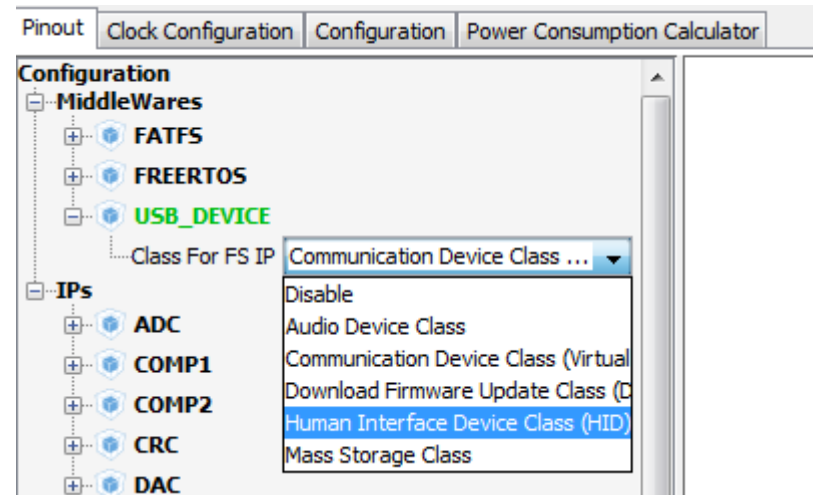 Pinout Clock Configuration Configuration Power Consumption Calculator
Configuration
MiddleWares
FATFS
FREERTOS
USB_DEVICE
Class For FS IP Communication Device Class ...
IPs
Disable
ADC
Audio Device Class
COMP1
Communication Device Class (Virtual
COMP2
Download Firmware Update Class (D
Human Interface Device Class (HID)
CRC
Mass Storage Class
DAC